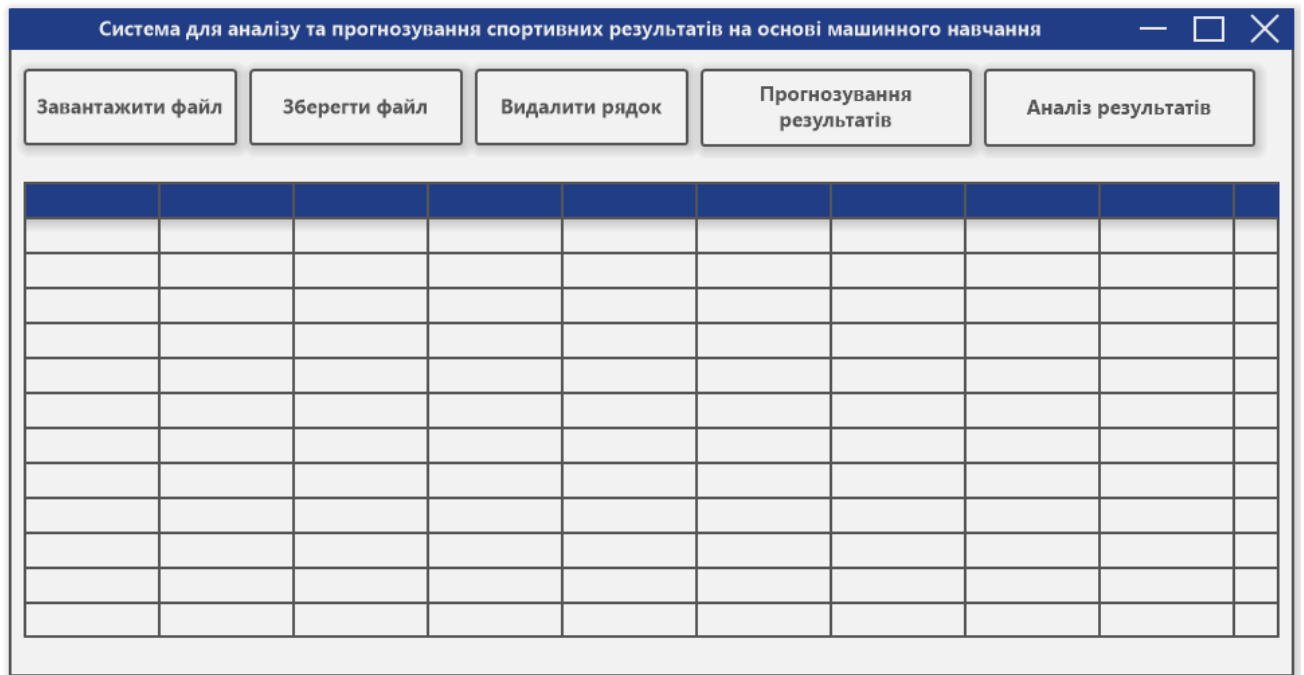 Система для аналізу та прогнозування спортивних результатів на основі машинного навчання
Завантажити файл
Зберегти файл
Видалити рядок
Прогнозування
результатів
Аналіз результатів